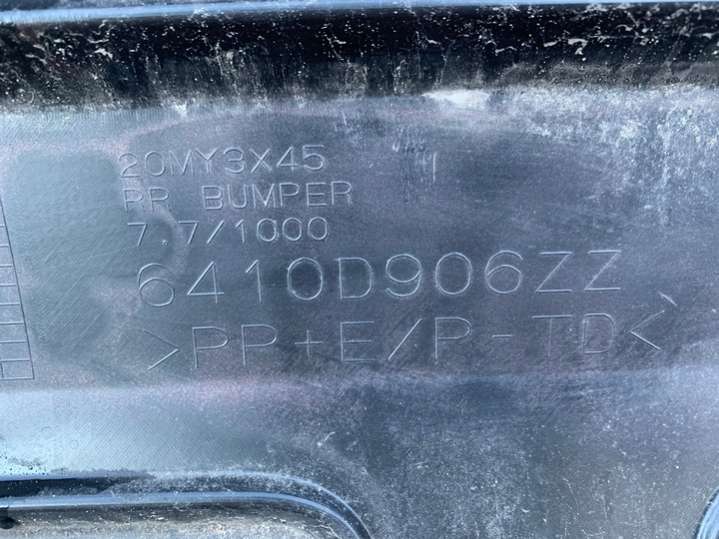 20MY3X45
RR BUMPER
7.7/1000
6410D906ZZ
>PP+E/P-TD<